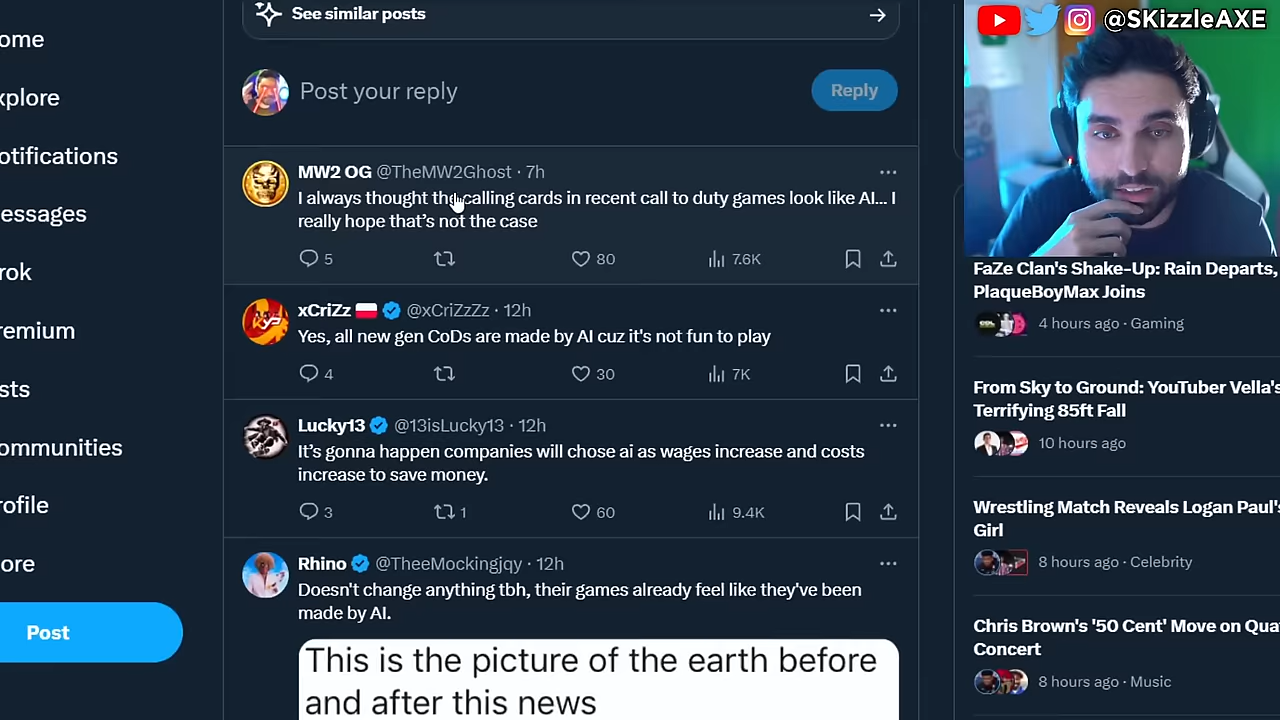 See similar posts
@SKizzleAXE
ome
xplore
otifications
essages
rok
remium
sts
ommunities
rofile
ore
Post
Post your reply
Reply
MW2 OG @TheMW2Ghost · 7h
I always thought the calling cards in recent call to duty games look like AI... I
really hope that's not the case
5 80 7.6K
xCriZz @xCriZzZz · 12h
Yes, all new gen CoDs are made by AI cuz it's not fun to play
4 30 7K
Lucky13 @13isLucky13 · 12h
It's gonna happen companies will chose ai as wages increase and costs
increase to save money.
3 1 60 9.4K
Rhino @TheeMockingjqy · 12h
Doesn't change anything tbh, their games already feel like they've been
made by AI.
This is the picture of the earth before
and after this news
FaZe Clan's Shake-Up: Rain Departs,
PlaqueBoyMax Joins
4 hours ago · Gaming
From Sky to Ground: YouTuber Vella's
Terrifying 85ft Fall
10 hours ago
Wrestling Match Reveals Logan Paul's
Girl
8 hours ago · Celebrity
Chris Brown's '50 Cent' Move on Qua
Concert
8 hours ago · Music